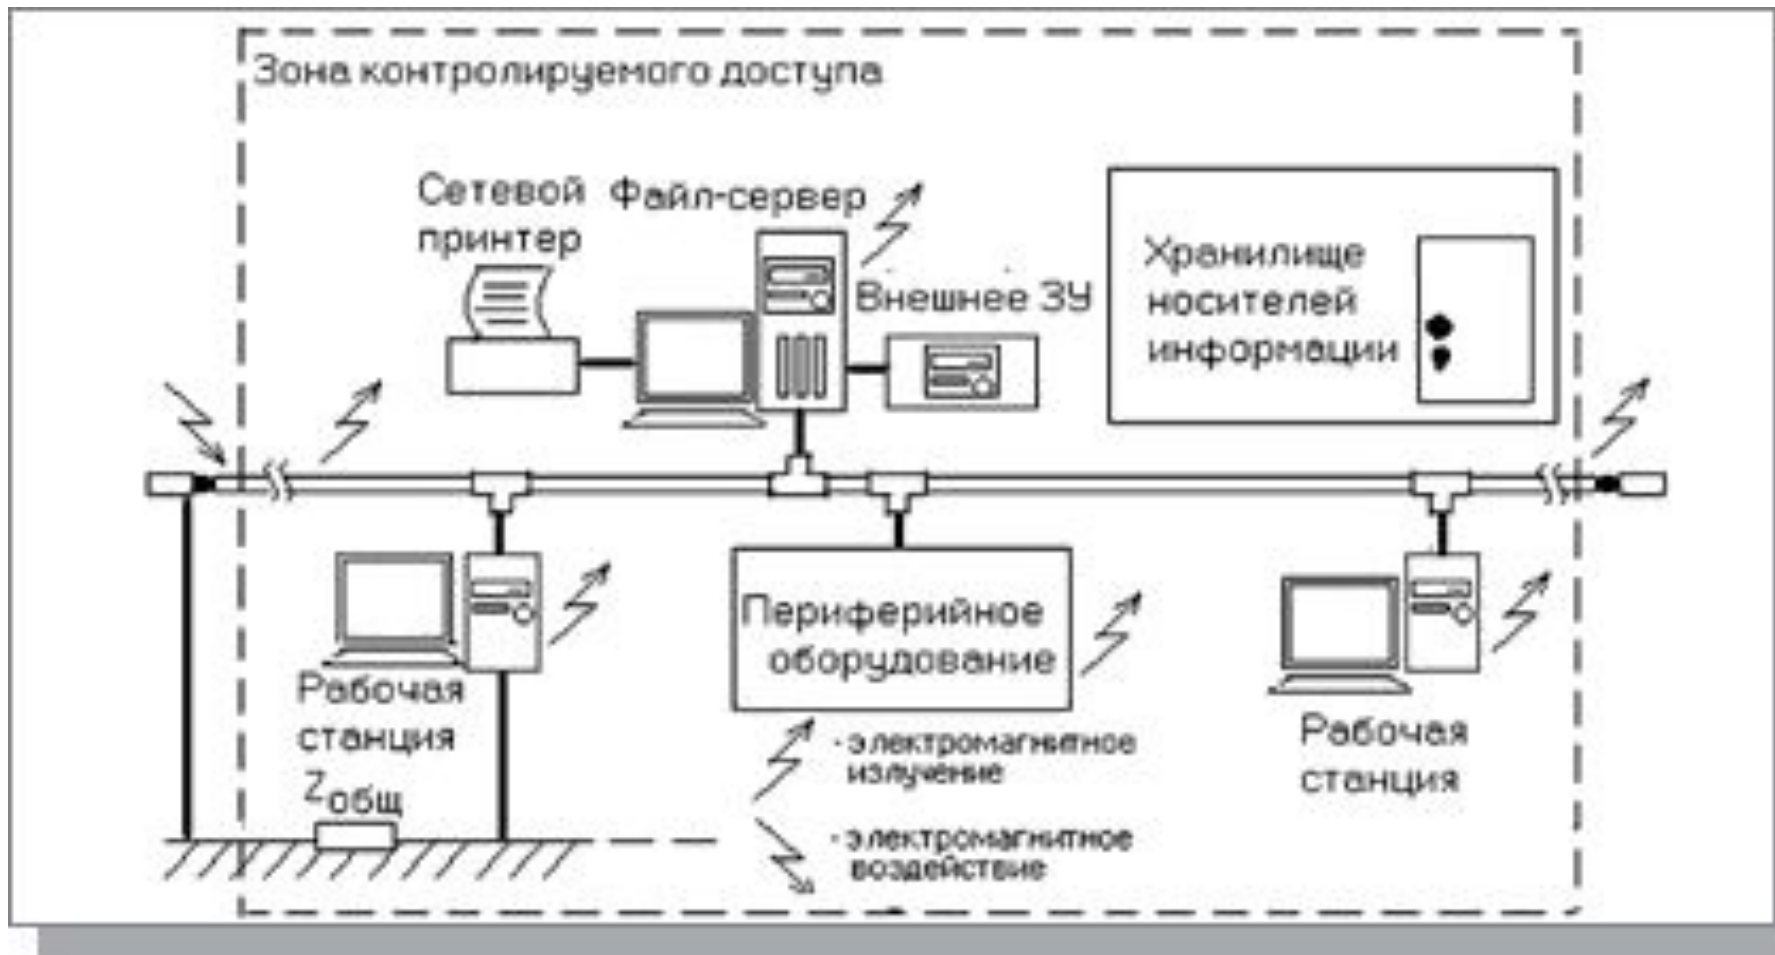 Зона контролируемого доступа
Сетевой
принтер
Файл-сервер
Внешнее ЗУ
Хранилище
носителей
информации
Рабочая
станция
Zобщ
Периферийное
оборудование
Рабочая
станция
- электромагнитное
излучение
- электромагнитное
воздействие